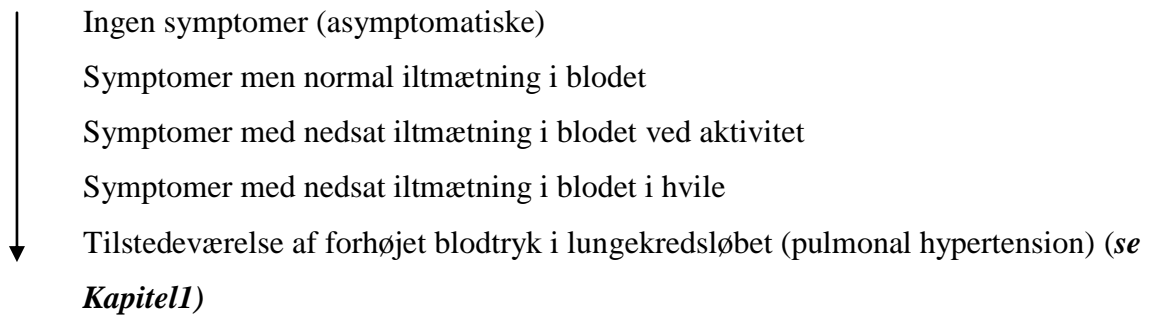 Ingen symptomer (asymptomatiske)
Symptomer men normal iltmætning i blodet
Symptomer med nedsat iltmætning i blodet ved aktivitet
Symptomer med nedsat iltmætning i blodet i hvile
Tilstedeværelse af forhøjet blodtryk i lungekredsløbet (pulmonal hypertension) (se
Kapitel1)